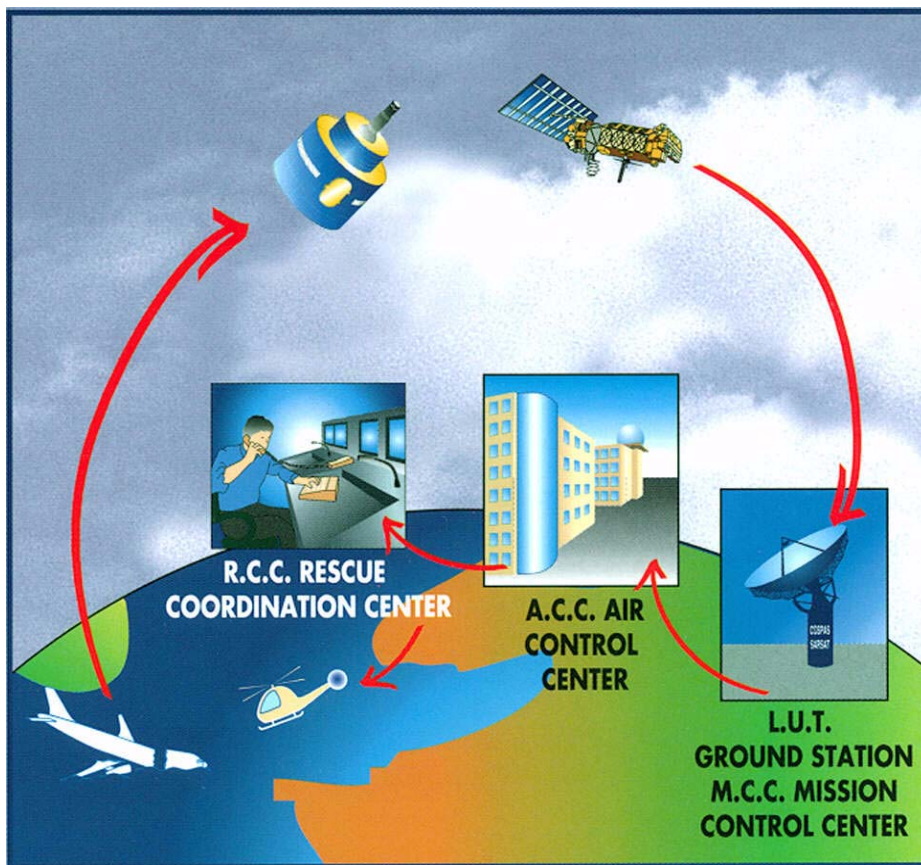 R.C.C. RESCUE
COORDINATION CENTER
A.C.C. AIR
CONTROL
CENTER
COSPAS
SARSAT
L.U.T.
GROUND STATION
M.C.C. MISSION
CONTROL CENTER